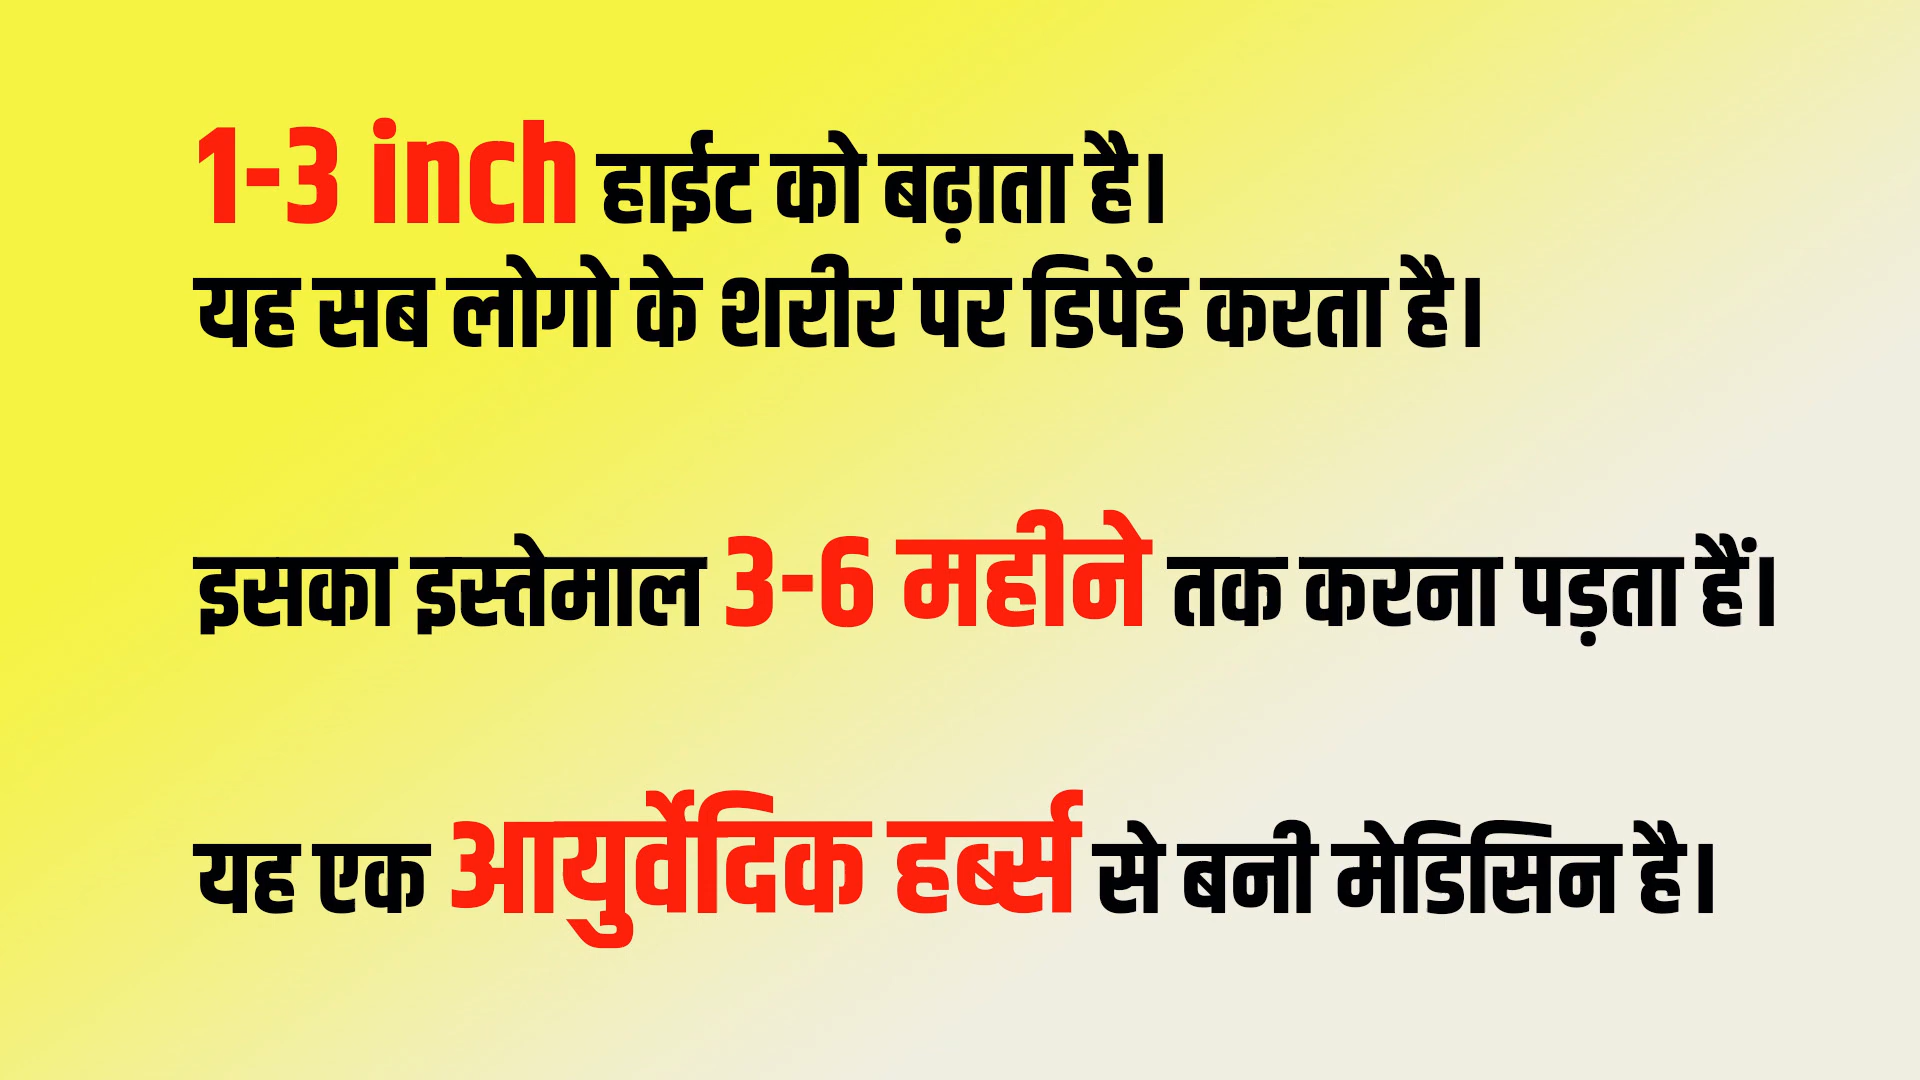 1-3 inch हाईट को बढ़ाता है।
यह सब लोगो के शरीर पर डिपेंड करता है।
इसका इस्तेमाल 3-6 महीने तक करना पड़ता हैं।
यह एक आयुर्वेदिक हर्ब्स से बनी मेडिसिन है।